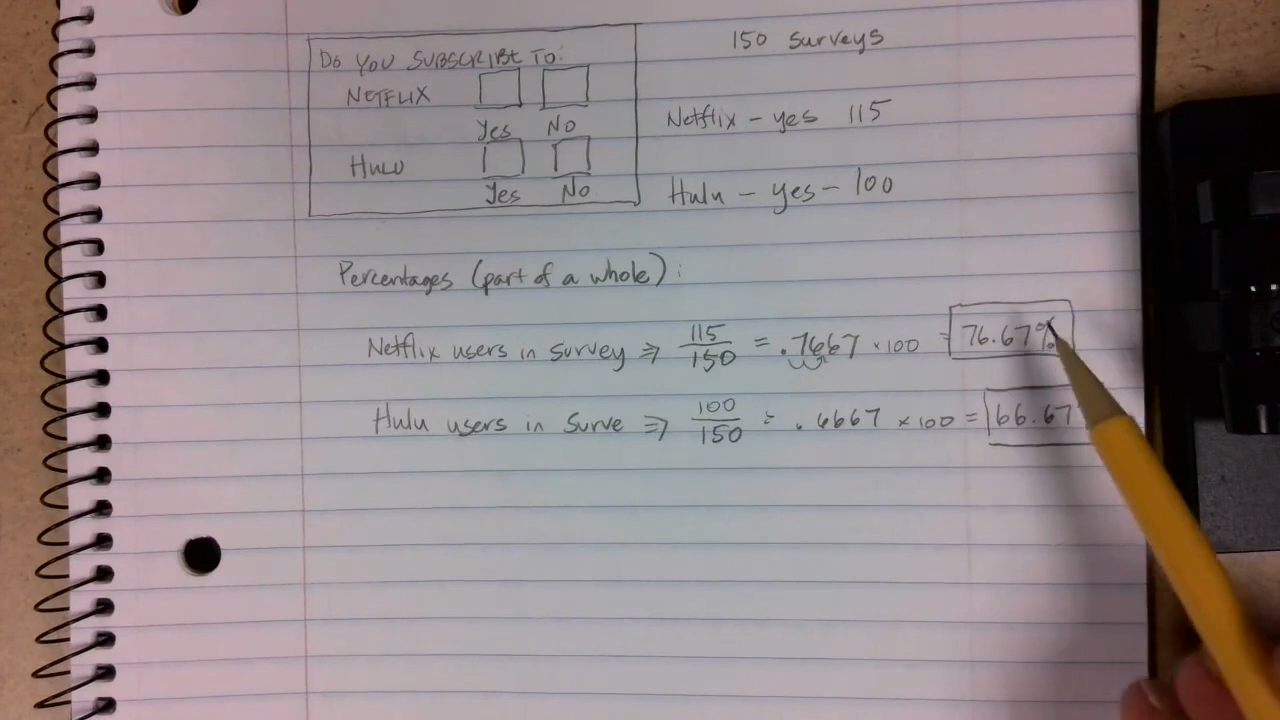 Do YOU SUBSCRIBE TO:
NETFLIX
Yes No
HULU
Yes No
150 surveys
Netflix - yes 115
Hulu - yes - 100
Percentages (part of a whole):
Netflix users in survey ⇒ 115/150 = .7667 × 100 = 76.67%
Hulu users in Surve ⇒ 100/150 = .6667 × 100 = 66.67